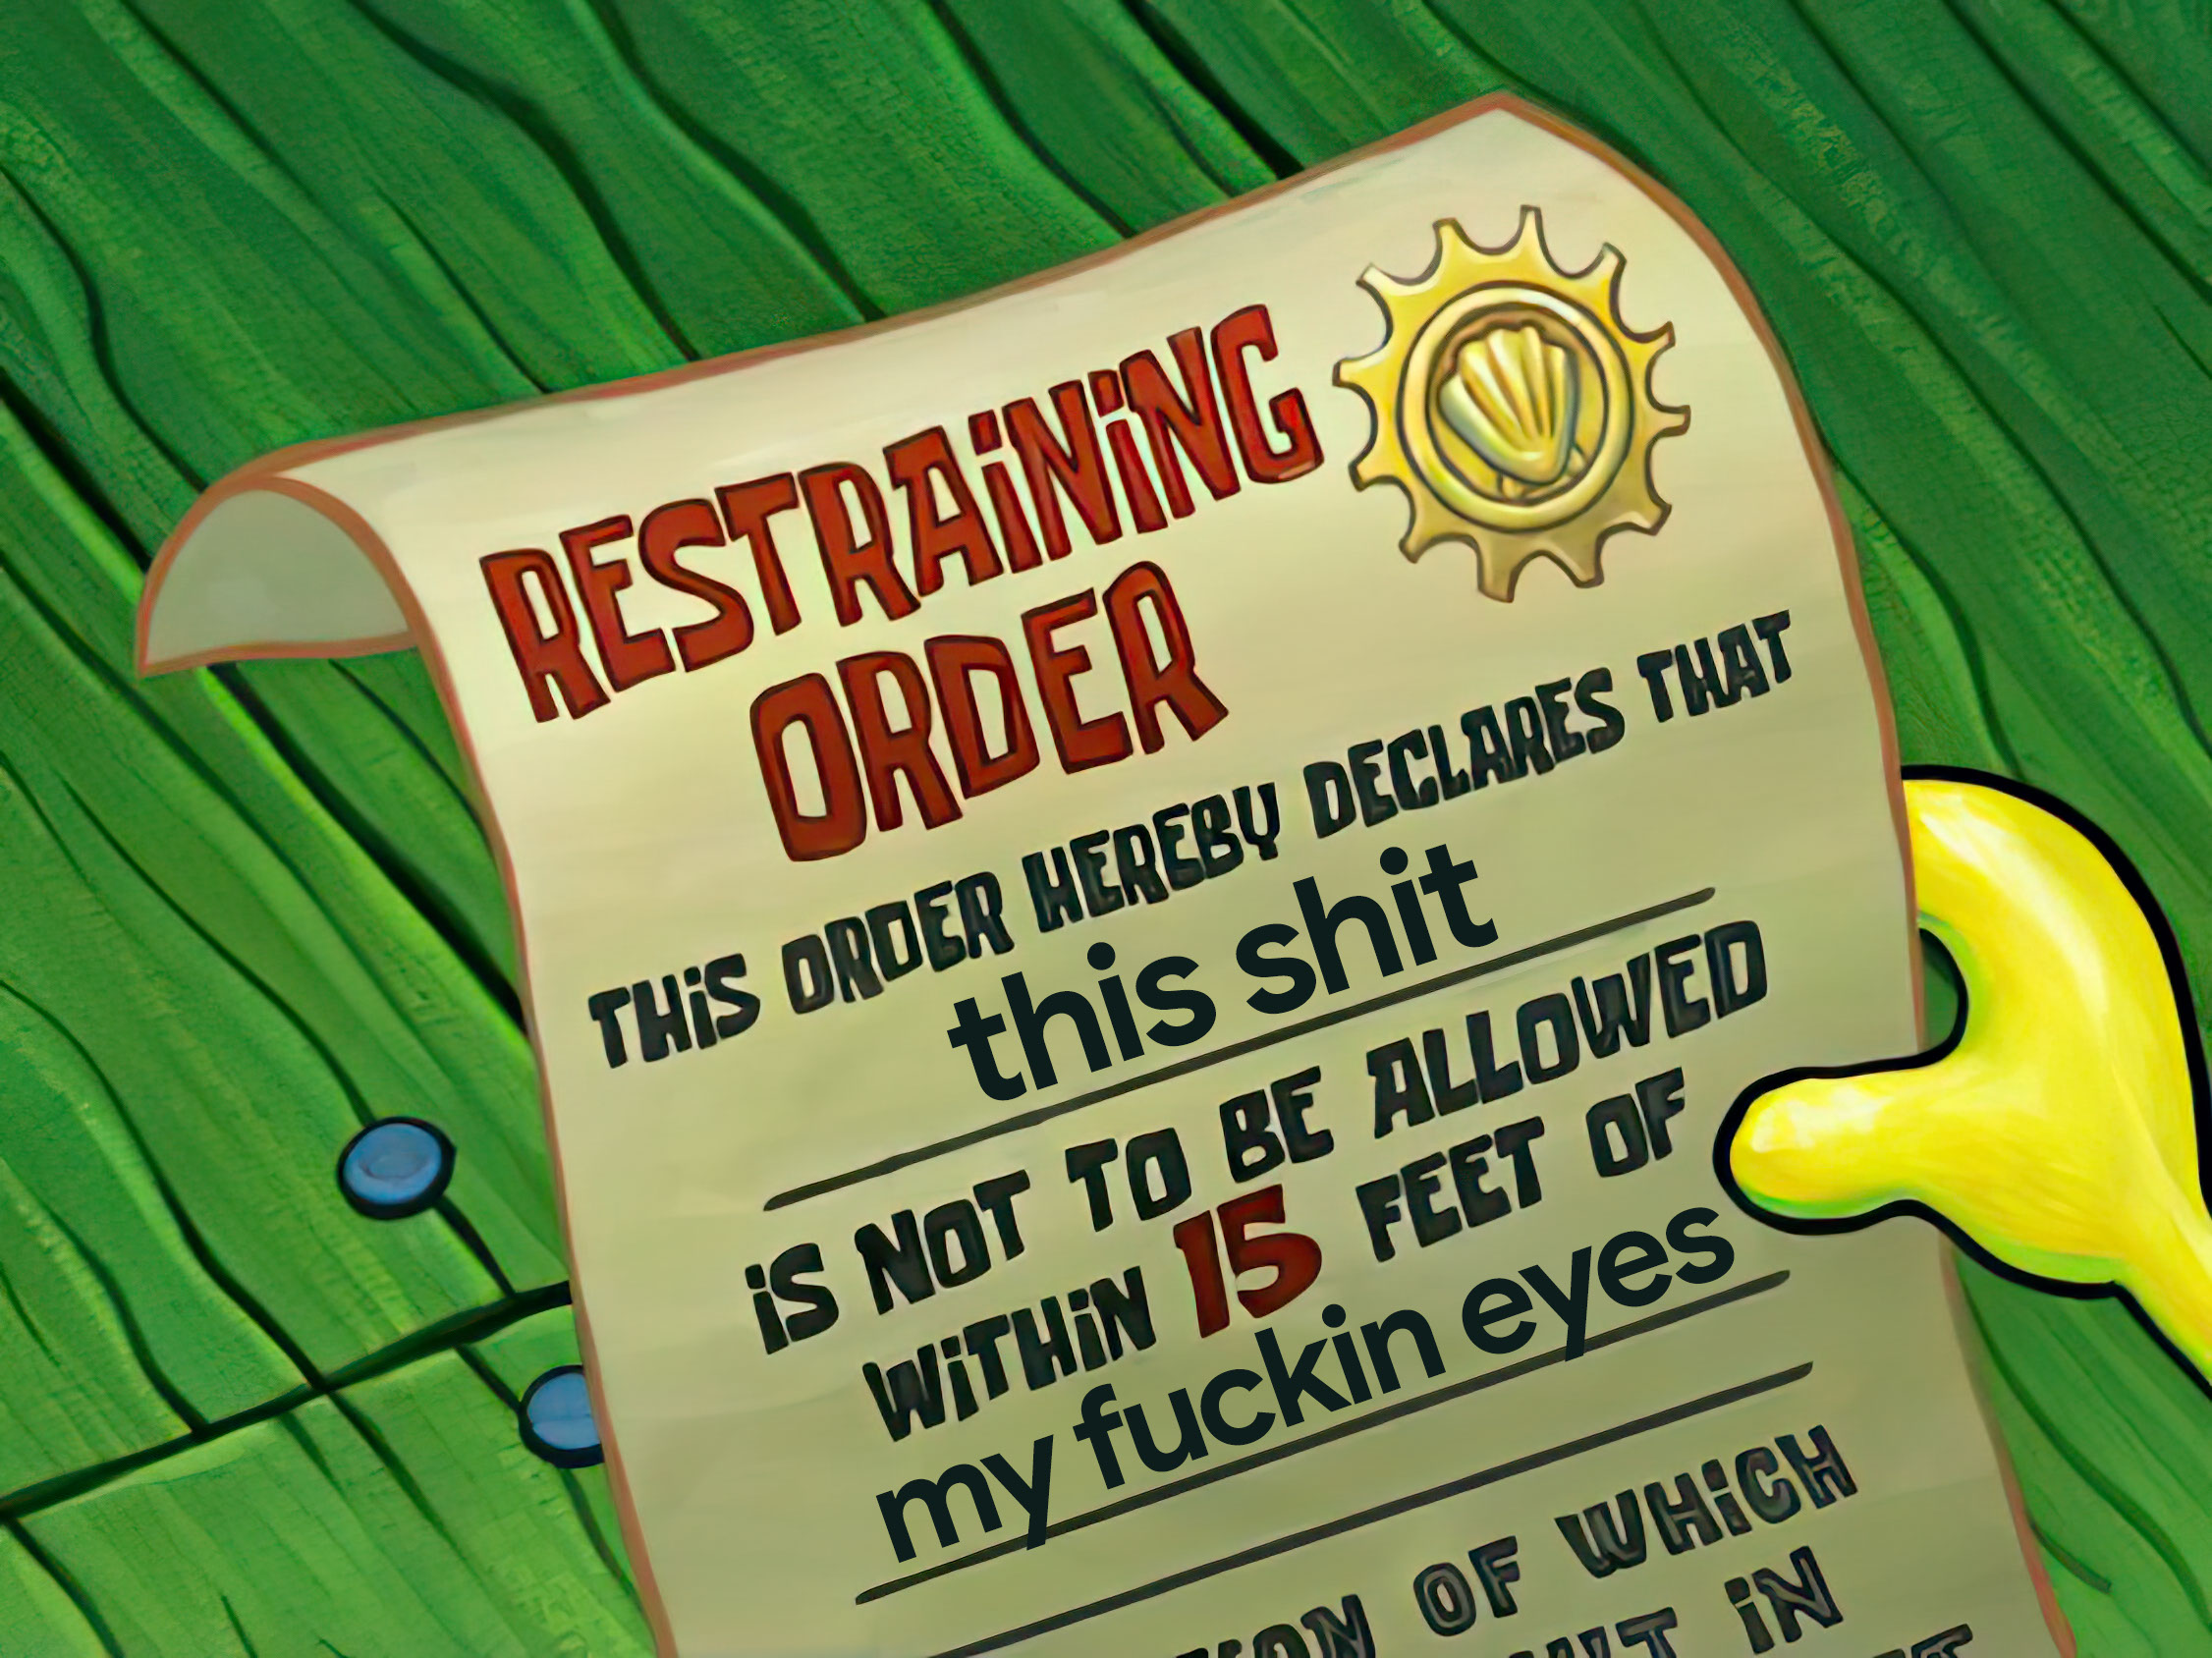 RESTRAINING
ORDER
THIS ORDER HEREBY DECLARES THAT
this shit
IS NOT TO BE ALLOWED
WITHIN 15 FEET OF
my fuckin eyes
OF WHICH
IN